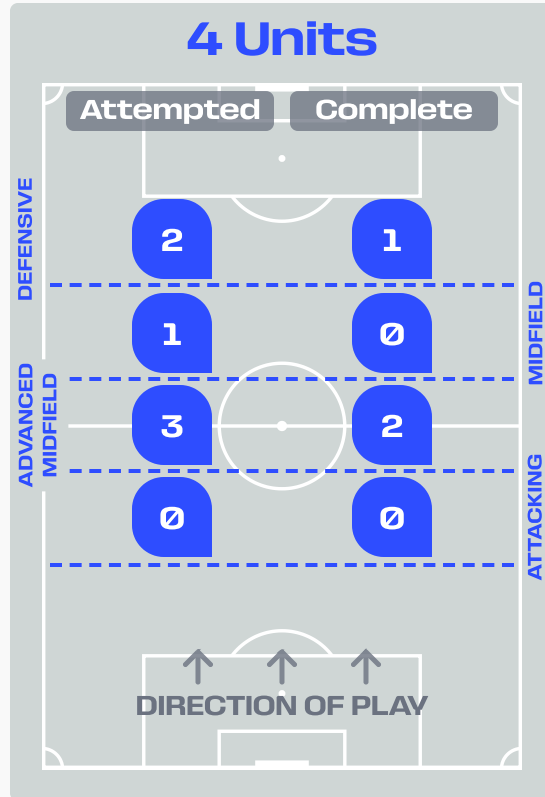 4 Units
Attempted Complete
DEFENSIVE
2 1
MIDFIELD
1 0
ADVANCED
MIDFIELD
3 2
ATTACKING
0 0
DIRECTION OF PLAY